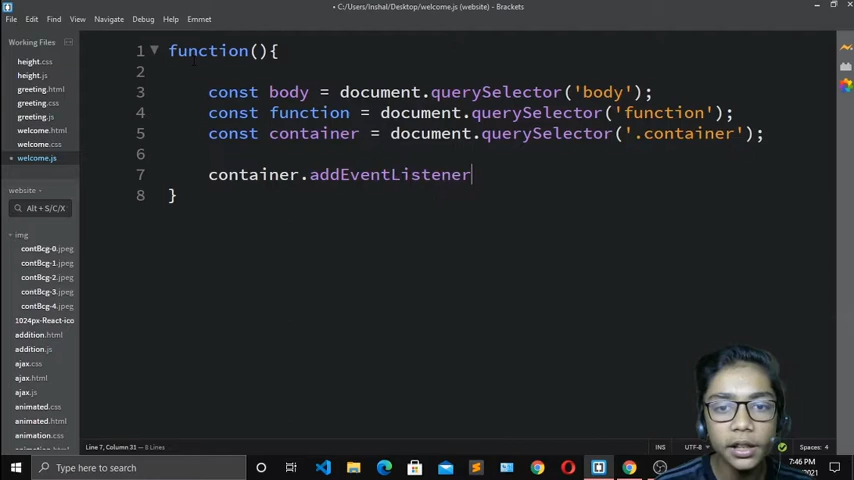 • C:/Users/Inshal/Desktop/welcome.js (website) - Brackets
File Edit Find View Navigate Debug Help Emmet
Working Files
height.css
height.js
greeting.html
greeting.css
greeting.js
welcome.html
welcome.css
• welcome.js
website
Alt + S/C/X
img
contBcg-0.jpeg
contBcg-1.jpeg
contBcg-2.jpeg
contBcg-3.jpeg
contBcg-4.jpeg
1024px-React-ico
addition.html
addition.js
ajax.css
ajax.html
ajax.js
animated.css
animated.html
animation.css
1 function(){
2
3 const body = document.querySelector('body');
4 const function = document.querySelector('function');
5 const container = document.querySelector('.container');
6
7 container.addEventListener
8 }
Line 7, Column 31 — 8 Lines
INS UTF-8 Spaces: 4
Type here to search
7:46 PM